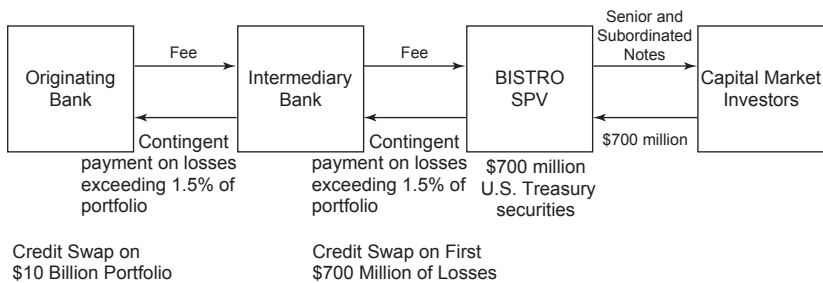 Senior and
Subordinated
Notes
Fee
Fee
Originating
Bank
Intermediary
Bank
BISTRO
SPV
Capital Market
Investors
$700 million
Contingent
payment on losses
exceeding 1.5% of
portfolio
Contingent
payment on losses
exceeding 1.5% of
portfolio
$700 million
U.S. Treasury
securities
Credit Swap on
$10 Billion Portfolio
Credit Swap on First
$700 Million of Losses